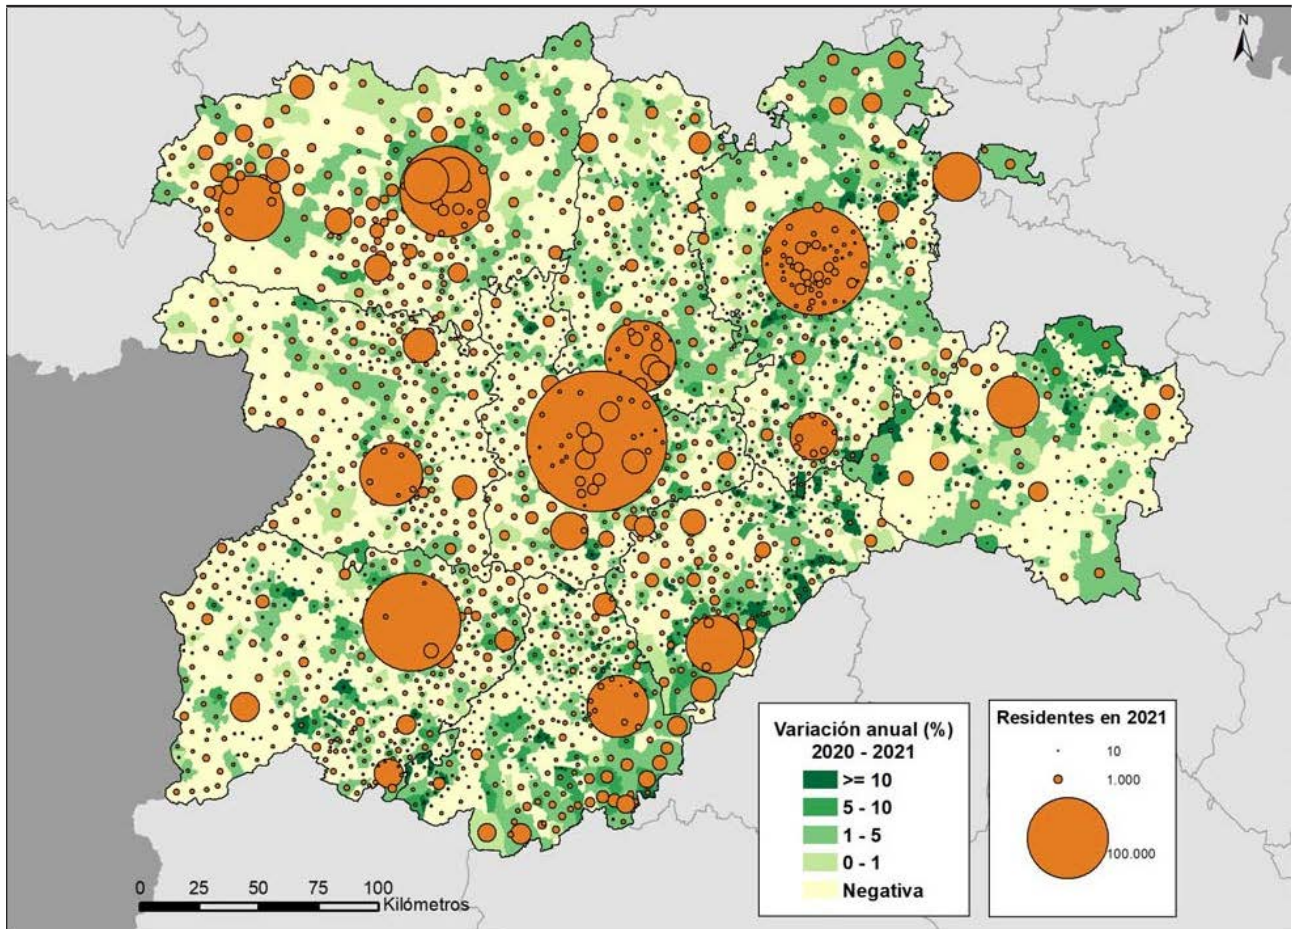 N
Variación anual (%)
2020 - 2021
>= 10
5 - 10
1 - 5
0 - 1
Negativa
Residentes en 2021
10
1.000
100.000
0 25 50 75 100
Kilómetros